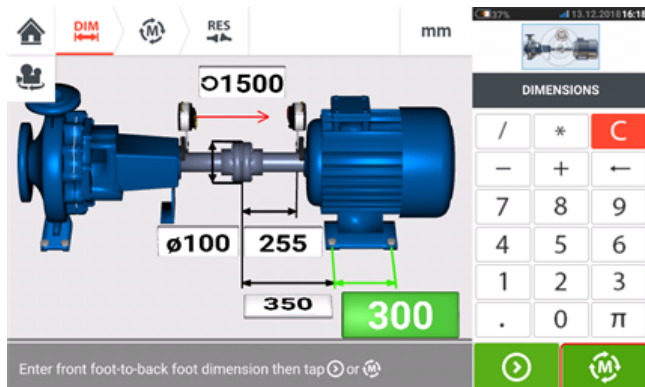 DIM
M
RES
mm
37%
13.12.2018 16:18
1500
DIMENSIONS
/ * C
− + ←
7 8 9
4 5 6
1 2 3
. 0 π
ø100
255
350
300
Enter front foot-to-back foot dimension then tap or M
M